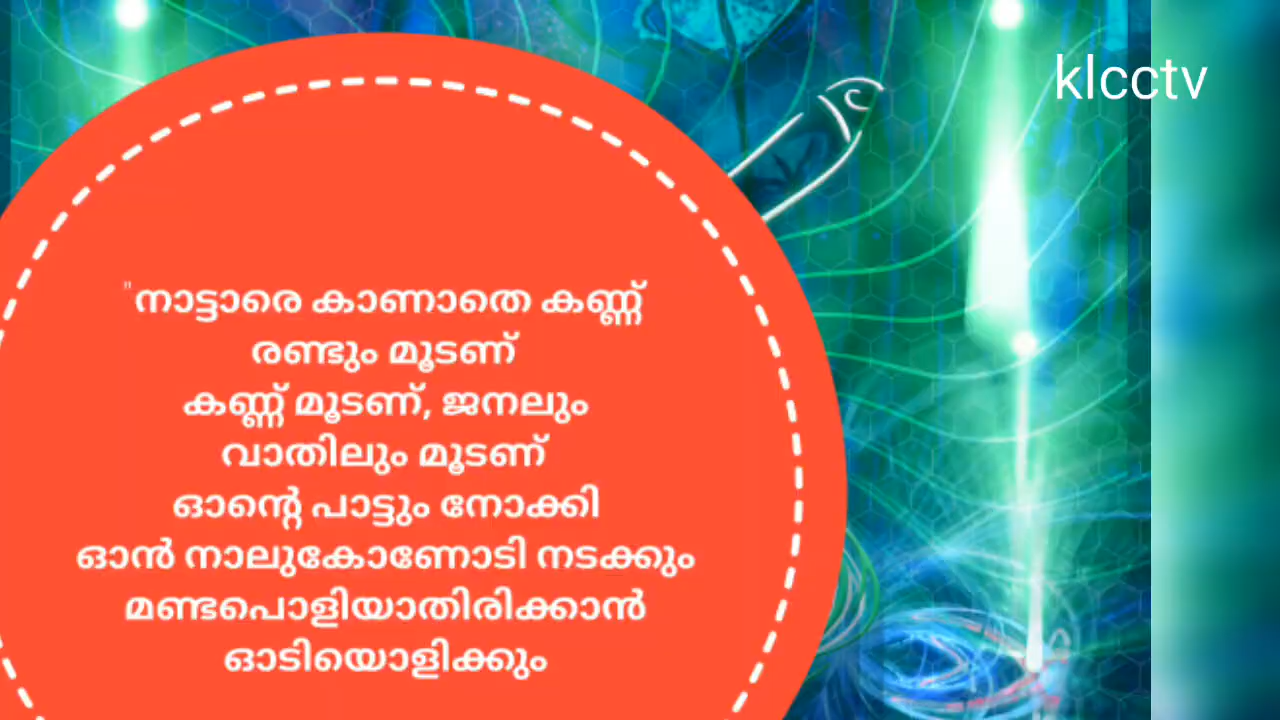 klcctv
"നാട്ടാരെ കാണാതെ കണ്ണ്
രണ്ടും മൂടണ്
കണ്ണ് മൂടണ്, ജനലും
വാതിലും മൂടണ്
ഓന്റെ പാട്ടും നോക്കി
ഓൻ നാലുകോണോടി നടക്കും
മണ്ടപൊളിയാതിരിക്കാൻ
ഓടിയൊളിക്കും